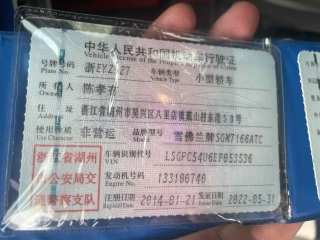 中华人民共和国机动车行驶证
Vehicle License of the People's Republic of China
号牌号码 浙EYZ527 车辆类型 小型轿车
Plate No. Vehicle Type
所有人 陈孝存
Owner
住址 浙江省湖州市吴兴区八里店镇戴山村东港50号
Address
使用性质 非营运 品牌型号 雪佛兰牌SGM7166ATC
Use Character Model
浙江省湖州 车辆识别代号 LSGPC54U6EF053536
VIN
市公安局交 发动机号码 133100740
Engine No.
通警察支队 注册日期 2014-01-21 发证日期 2022-05-31
Register Date Issue Date